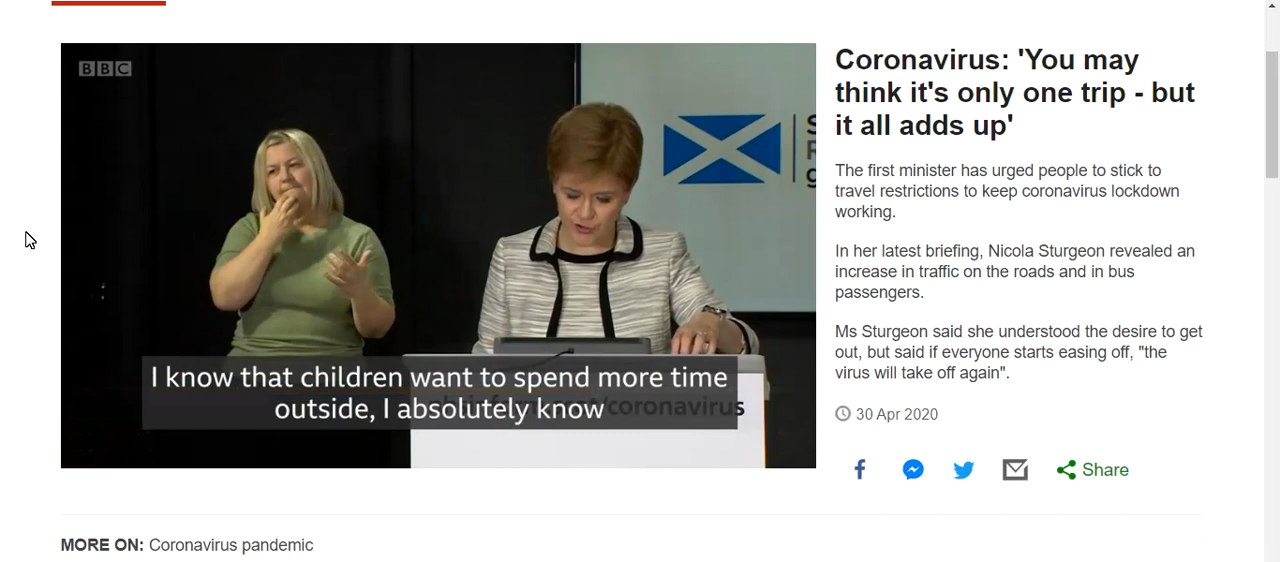 BBC
I know that children want to spend more time
outside, I absolutely know
Coronavirus: 'You may
think it's only one trip - but
it all adds up'
The first minister has urged people to stick to
travel restrictions to keep coronavirus lockdown
working.
In her latest briefing, Nicola Sturgeon revealed an
increase in traffic on the roads and in bus
passengers.
Ms Sturgeon said she understood the desire to get
out, but said if everyone starts easing off, "the
virus will take off again".
30 Apr 2020
Share
MORE ON: Coronavirus pandemic